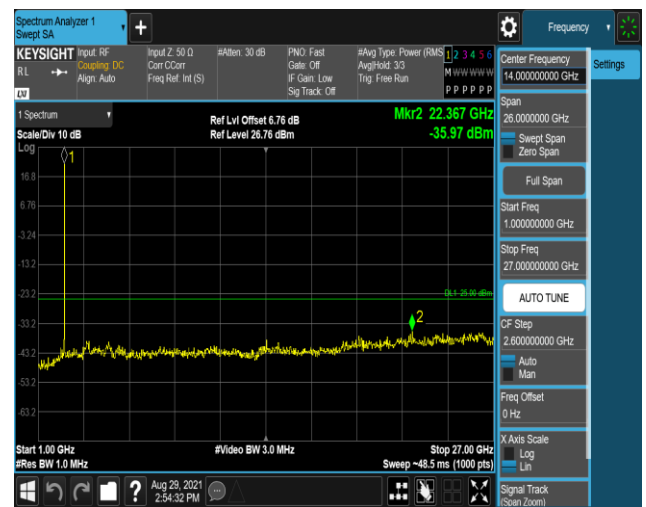 Spectrum Analyzer 1
Swept SA
Frequency
KEYSIGHT
RL
Input: RF
Coupling: DC
Align: Auto
Input Z: 50 Ω
Corr CCorr
Freq Ref: Int (S)
#Atten: 30 dB
PNO: Fast
Gate: Off
IF Gain: Low
Sig Track: Off
#Avg Type: Power (RMS
Avg|Hold: 3/3
Trig: Free Run
1 2 3 4 5 6
M W W W W W
P P P P P P
LXI
1 Spectrum
Scale/Div 10 dB
Ref Lvl Offset 6.76 dB
Ref Level 26.76 dBm
Mkr2 22.367 GHz
-35.97 dBm
Log
1
16.8
6.76
-3.24
-13.2
-23.2
DL1 -25.00 dBm
-33.2
2
-43.2
-53.2
-63.2
Start 1.00 GHz
#Res BW 1.0 MHz
#Video BW 3.0 MHz
Stop 27.00 GHz
Sweep ~48.5 ms (1000 pts)
Aug 29, 2021
2:54:32 PM
Center Frequency
14.000000000 GHz
Settings
Span
26.0000000 GHz
Swept Span
Zero Span
Full Span
Start Freq
1.000000000 GHz
Stop Freq
27.000000000 GHz
AUTO TUNE
CF Step
2.600000000 GHz
Auto
Man
Freq Offset
0 Hz
X Axis Scale
Log
Lin
Signal Track
(Span Zoom)